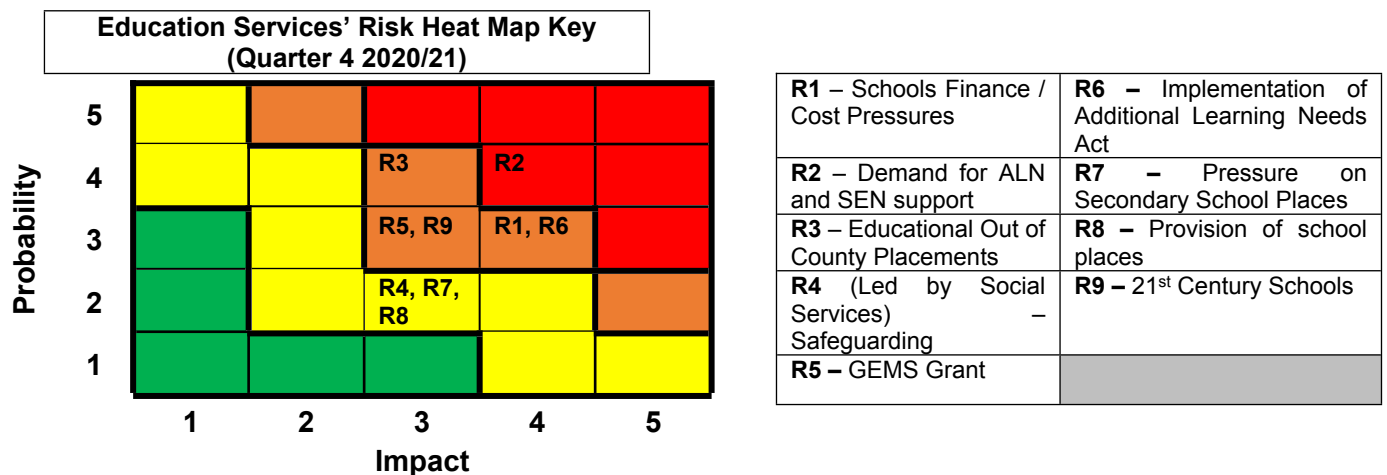 Education Services’ Risk Heat Map Key
(Quarter 4 2020/21)
Probability
5
4
R3
R2
3
R5, R9
R1, R6
2
R4, R7,
R8
1
1
2
3
4
5
Impact
R1 – Schools Finance /
Cost Pressures
R6 – Implementation of
Additional Learning Needs
Act
R2 – Demand for ALN
and SEN support
R7 – Pressure on
Secondary School Places
R3 – Educational Out of
County Placements
R8 – Provision of school
places
R4 (Led by Social
Services) –
Safeguarding
R9 – 21st Century Schools
R5 – GEMS Grant